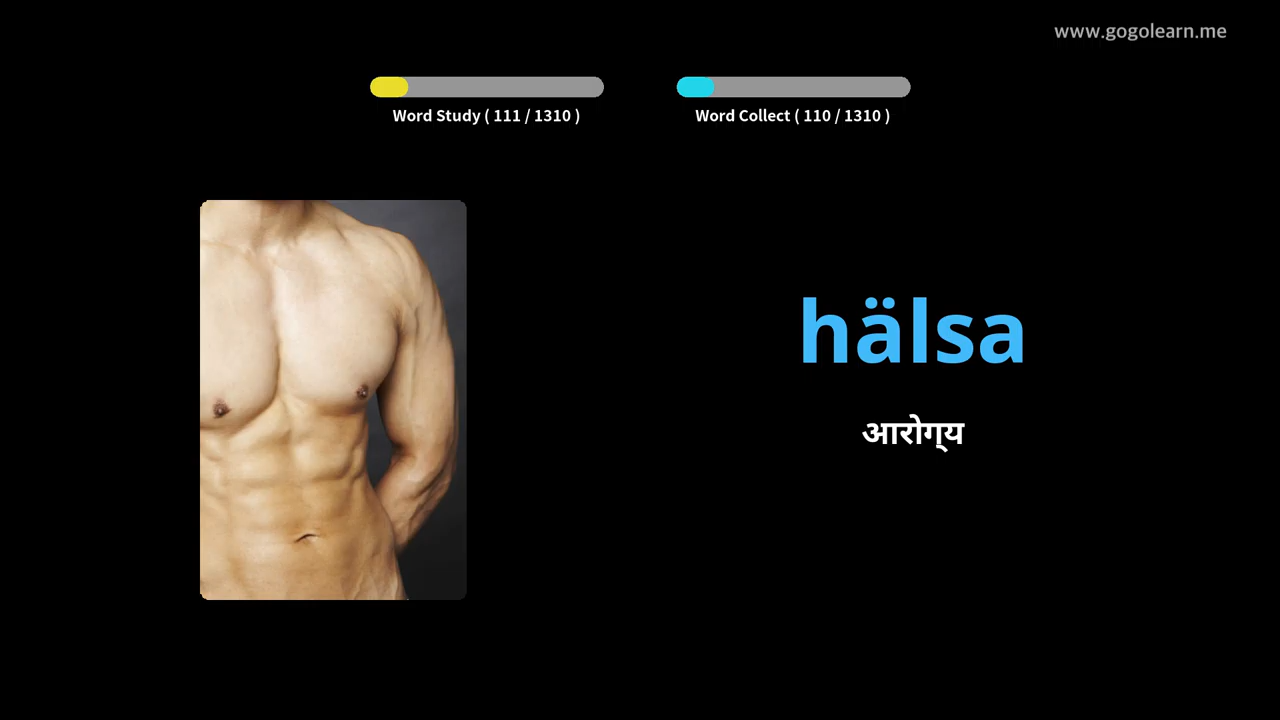 www.gogolearn.me
Word Study ( 111 / 1310 )
Word Collect ( 110 / 1310 )
hälsa
आरोग्य